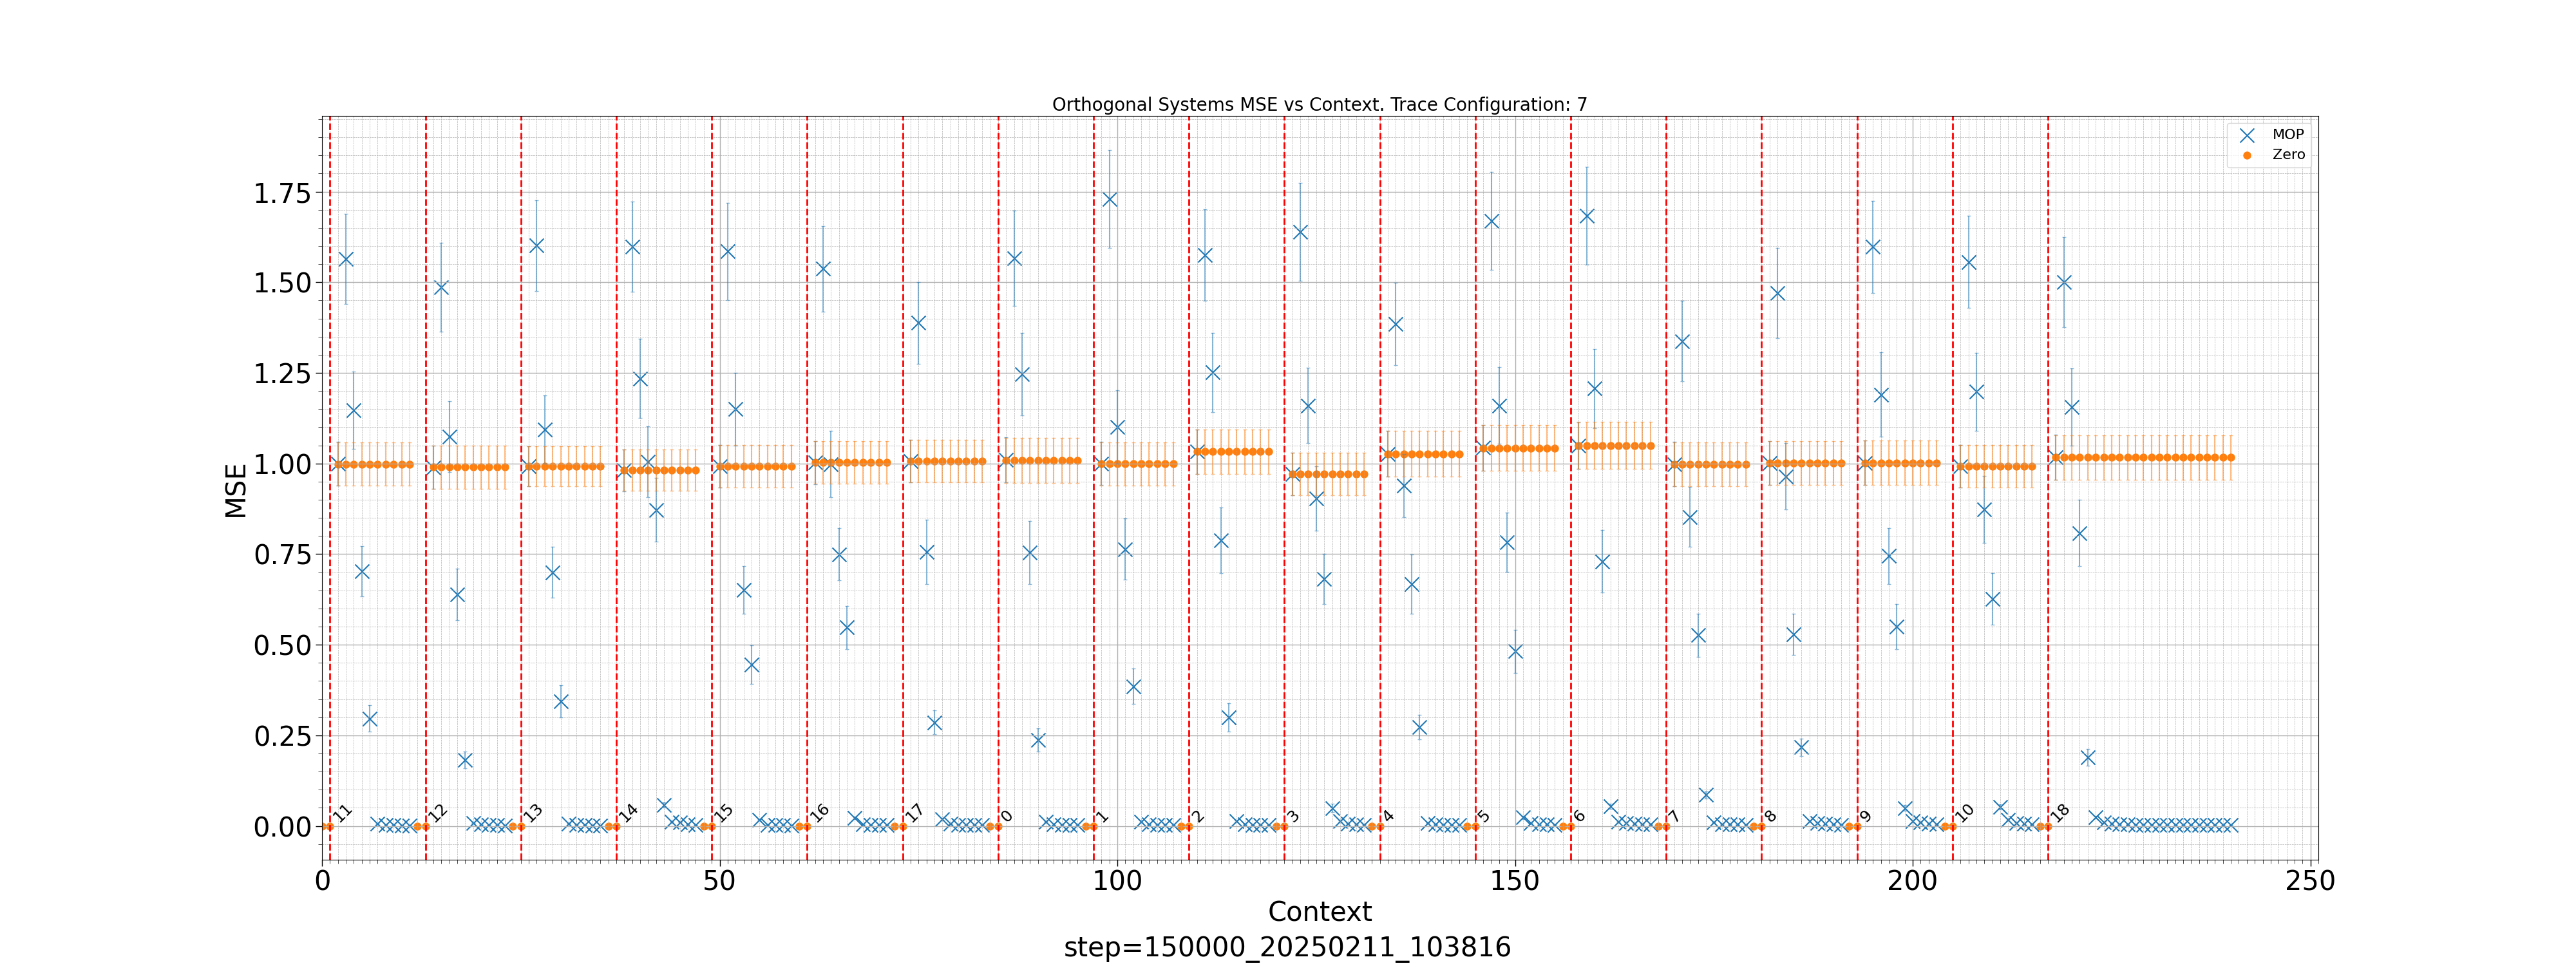 Orthogonal Systems MSE vs Context. Trace Configuration: 7
MOP
Zero
MSE
1.75
1.50
1.25
1.00
0.75
0.50
0.25
0.00
11 12 13 14 15 16 17 0 1 2 3 4 5 6 7 8 9 10 18
0 50 100 150 200 250
Context
step=150000_20250211_103816